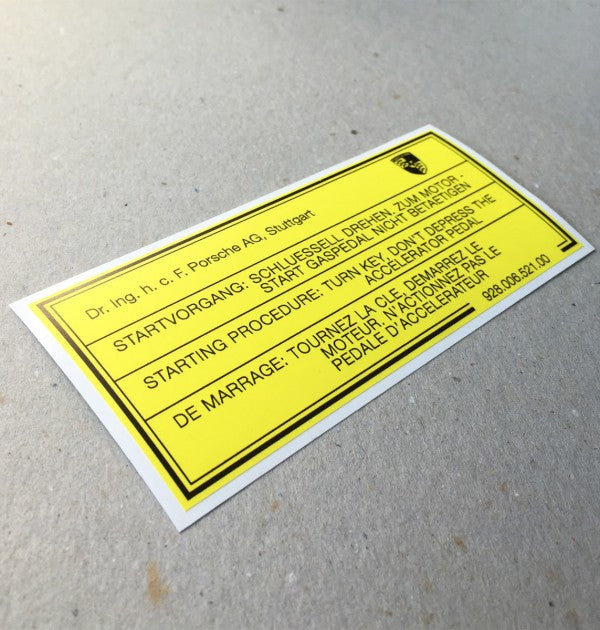 Dr. Ing. h. c. F. Porsche AG, Stuttgart
STARTVORGANG: SCHLUESSELL DREHEN, ZUM MOTOR -
START GASPEDAL NICHT BETAETIGEN
STARTING PROCEDURE: TURN KEY, DON'T DEPRESS THE
ACCELERATOR PEDAL
DE MARRAGE: TOURNEZ LA CLE, DEMARREZ LE
MOTEUR, N'ACTIONNEZ PAS LE
PEDALE D'ACCELERATEUR
928.006.521.00